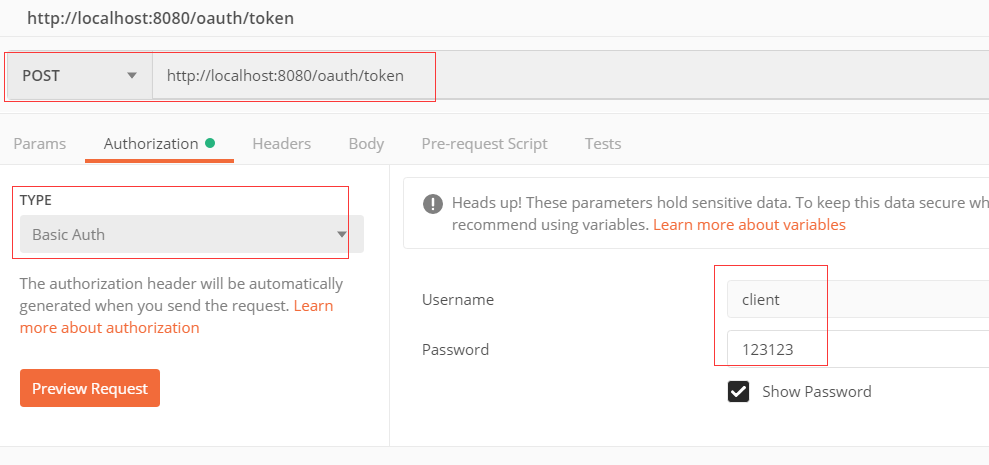 http://localhost:8080/oauth/token
POST
http://localhost:8080/oauth/token
Params
Authorization
Headers
Body
Pre-request Script
Tests
TYPE
Basic Auth
The authorization header will be automatically
generated when you send the request. Learn
more about authorization
Preview Request
Heads up! These parameters hold sensitive data. To keep this data secure wh
recommend using variables. Learn more about variables
Username
client
Password
123123
Show Password